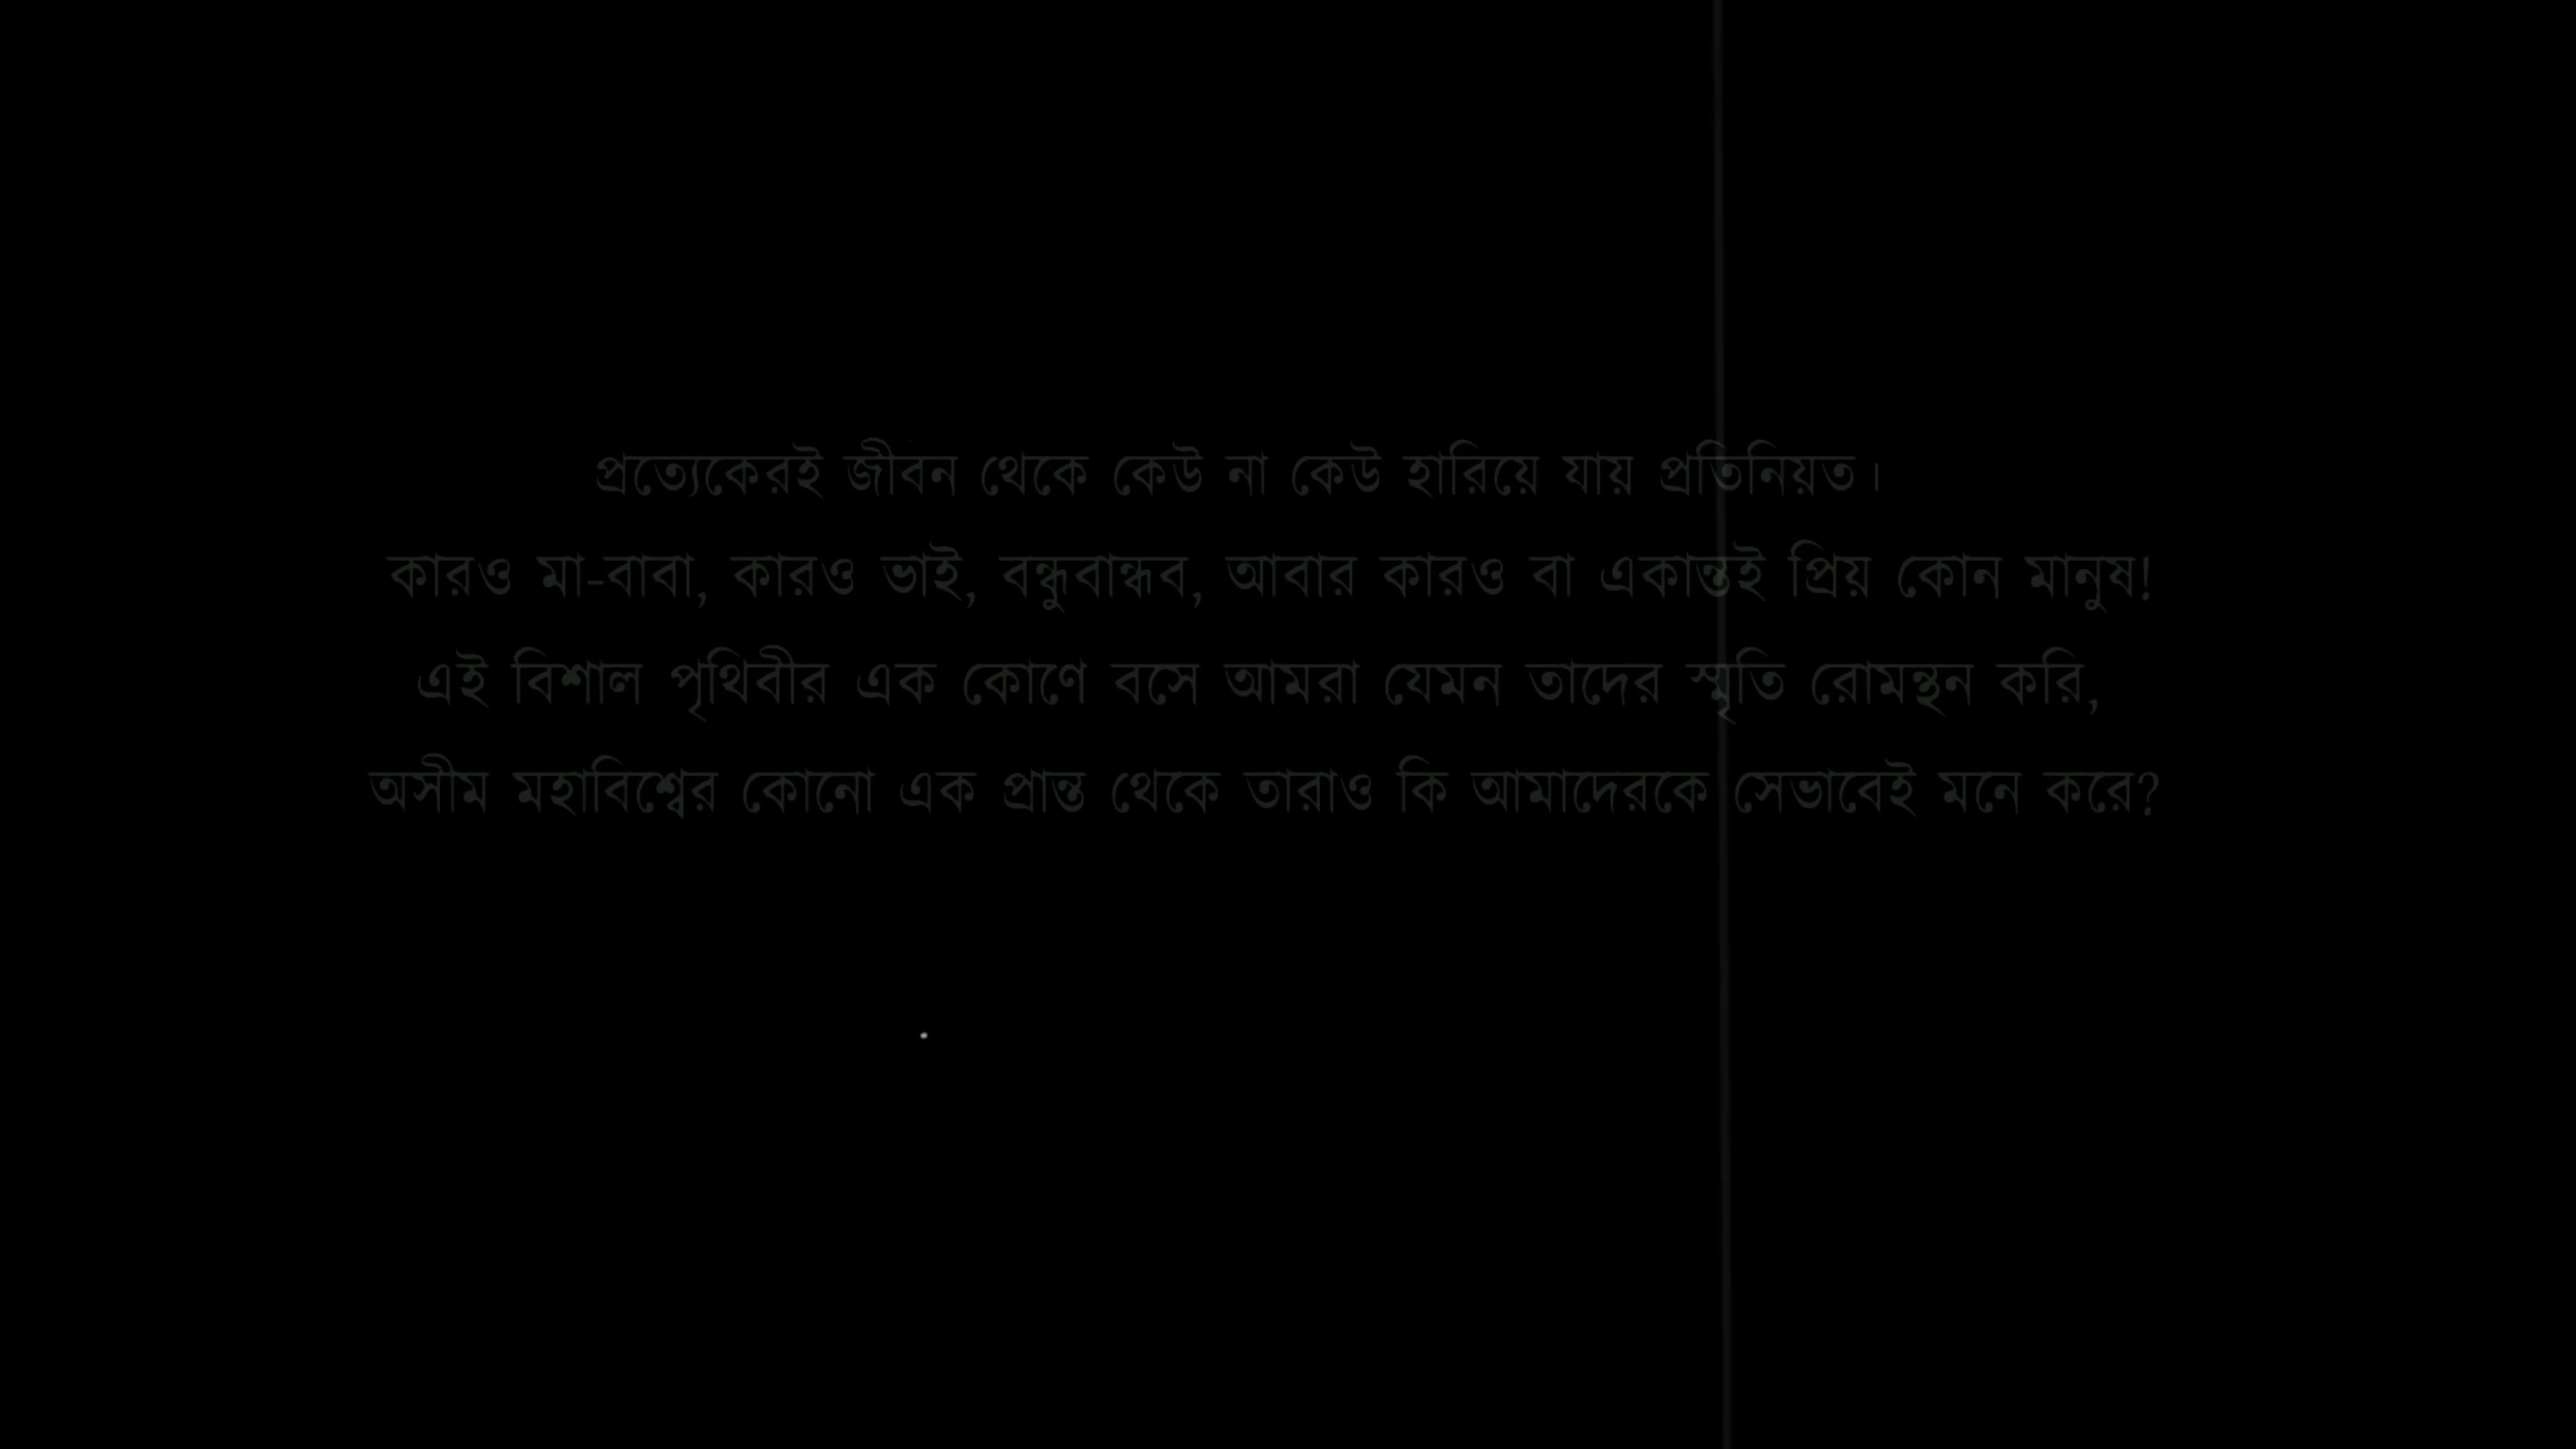 প্রত্যেকেরই জীবন থেকে কেউ না কেউ হারিয়ে যায় প্রতিনিয়ত।
কারও মা-বাবা, কারও ভাই, বন্ধুবান্ধব, আবার কারও বা একান্তই প্রিয় কোন মানুষ!
এই বিশাল পৃথিবীর এক কোণে বসে আমরা যেমন তাদের স্মৃতি রোমন্থন করি,
অসীম মহাবিশ্বের কোনো এক প্রান্ত থেকে তারাও কি আমাদেরকে সেভাবেই মনে করে?